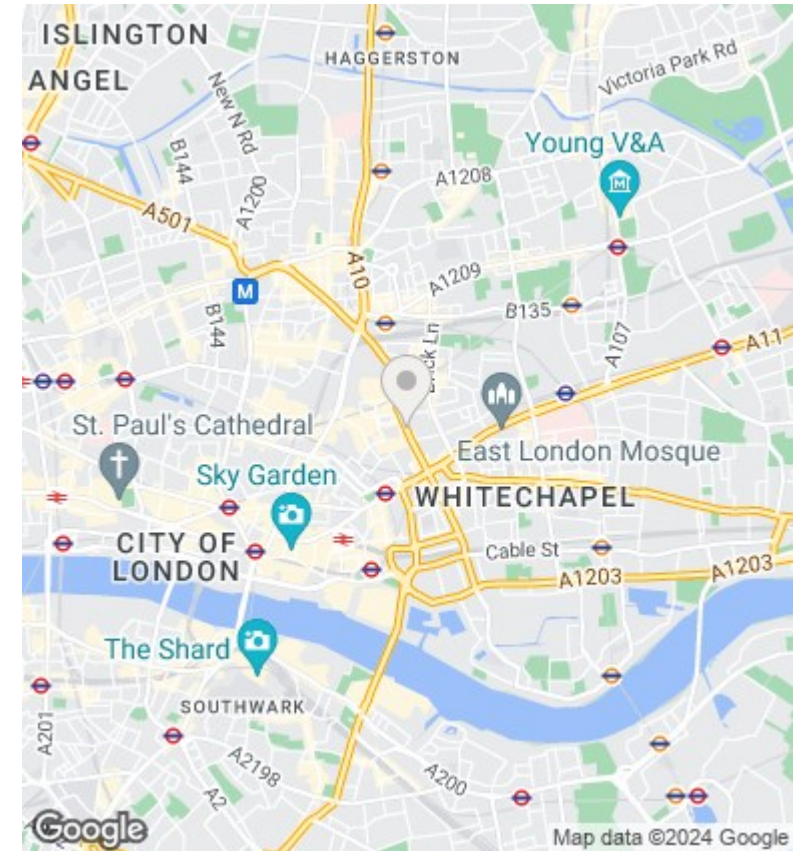 ISLINGTON
HAGGERSTON
ANGEL
New N Rd
Victoria Park Rd
B144
A1200
Young V&A
A1208
A501
A10
A1209
M
B144
B135
A107
A11
Brick Ln
St. Paul's Cathedral
East London Mosque
Sky Garden
WHITECHAPEL
CITY OF
LONDON
Cable St
A1203
A1203
The Shard
SOUTHWARK
A201
A2198
A200
A2
Google
Map data ©2024 Google